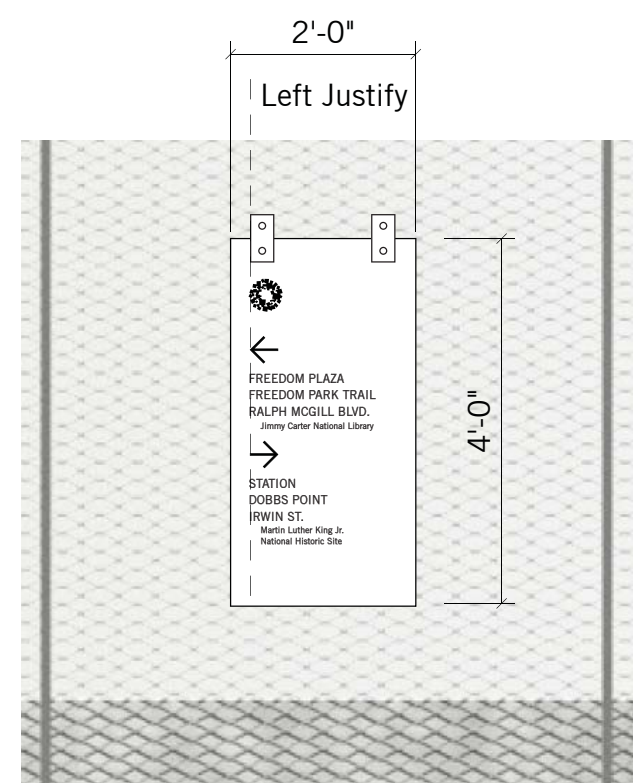 2'-0"
Left Justify
FREEDOM PLAZA
FREEDOM PARK TRAIL
RALPH MCGILL BLVD.
Jimmy Carter National Library
STATION
DOBBS POINT
IRWIN ST.
Martin Luther King Jr.
National Historic Site
4'-0"